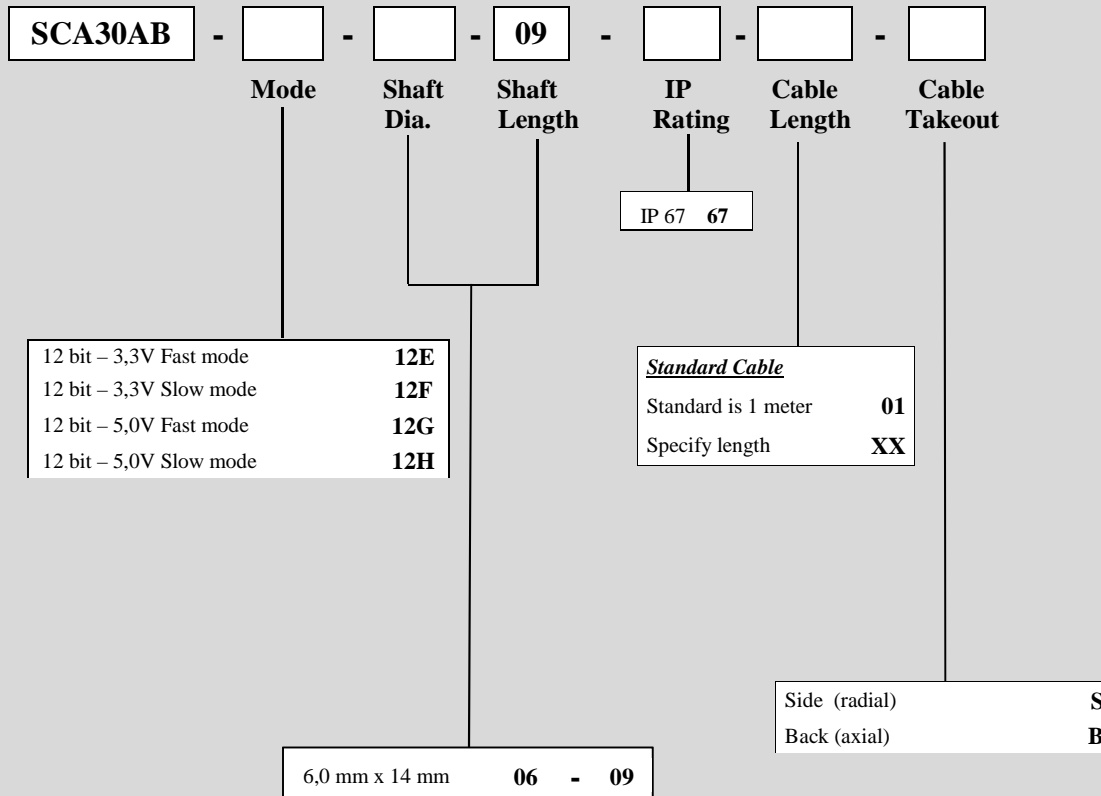 SCA30AB - - - 09 - - -
Mode
Shaft Dia.
Shaft Length
IP Rating
Cable Length
Cable Takeout
IP 67 67
12 bit – 3,3V Fast mode 12E
12 bit – 3,3V Slow mode 12F
12 bit – 5,0V Fast mode 12G
12 bit – 5,0V Slow mode 12H
Standard Cable
Standard is 1 meter 01
Specify length XX
Side (radial) S
Back (axial) B
6,0 mm x 14 mm 06 - 09